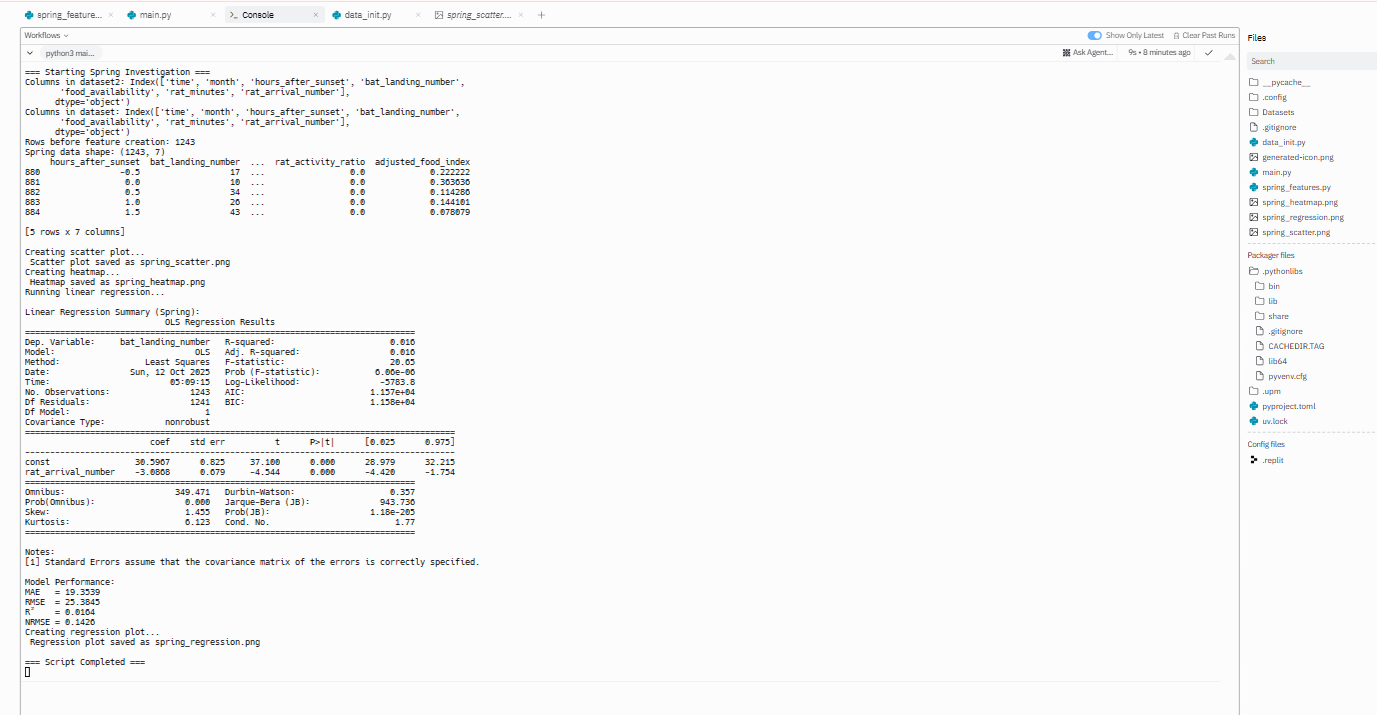 spring_feature... × main.py × Console × data_init.py × spring_scatter.... × +
Workflows
Show Only Latest Clear Past Runs
python3 mai...
Ask Agent... 9s • 8 minutes ago
=== Starting Spring Investigation ===
Columns in dataset2: Index(['time', 'month', 'hours_after_sunset', 'bat_landing_number',
'food_availability', 'rat_minutes', 'rat_arrival_number'],
dtype='object')
Columns in dataset: Index(['time', 'month', 'hours_after_sunset', 'bat_landing_number',
'food_availability', 'rat_minutes', 'rat_arrival_number'],
dtype='object')
Rows before feature creation: 1243
Spring data shape: (1243, 7)
hours_after_sunset bat_landing_number ... rat_activity_ratio adjusted_food_index
880 -0.5 17 ... 0.0 0.222222
881 0.0 10 ... 0.0 0.363636
882 0.5 34 ... 0.0 0.114286
883 1.0 26 ... 0.0 0.144101
884 1.5 43 ... 0.0 0.078079
[5 rows x 7 columns]
Creating scatter plot...
Scatter plot saved as spring_scatter.png
Creating heatmap...
Heatmap saved as spring_heatmap.png
Running linear regression...
Linear Regression Summary (Spring):
OLS Regression Results
==============================================================================
Dep. Variable: bat_landing_number R-squared: 0.016
Model: OLS Adj. R-squared: 0.016
Method: Least Squares F-statistic: 20.65
Date: Sun, 12 Oct 2025 Prob (F-statistic): 6.06e-06
Time: 05:09:15 Log-Likelihood: -5783.8
No. Observations: 1243 AIC: 1.157e+04
Df Residuals: 1241 BIC: 1.158e+04
Df Model: 1
Covariance Type: nonrobust
======================================================================================
coef std err t P>|t| [0.025 0.975]
--------------------------------------------------------------------------------------
const 30.5967 0.825 37.100 0.000 28.979 32.215
rat_arrival_number -3.0868 0.679 -4.544 0.000 -4.420 -1.754
==============================================================================
Omnibus: 349.471 Durbin-Watson: 0.357
Prob(Omnibus): 0.000 Jarque-Bera (JB): 943.736
Skew: 1.455 Prob(JB): 1.18e-205
Kurtosis: 6.123 Cond. No. 1.77
==============================================================================
Notes:
[1] Standard Errors assume that the covariance matrix of the errors is correctly specified.
Model Performance:
MAE = 19.3539
RMSE = 25.3845
R² = 0.0164
NRMSE = 0.1426
Creating regression plot...
Regression plot saved as spring_regression.png
=== Script Completed ===
Files
Search
__pycache__
.config
Datasets
.gitignore
data_init.py
generated-icon.png
main.py
spring_features.py
spring_heatmap.png
spring_regression.png
spring_scatter.png
Packager files
.pythonlibs
bin
lib
share
.gitignore
CACHEDIR.TAG
lib64
pyvenv.cfg
.upm
pyproject.toml
uv.lock
Config files
.replit